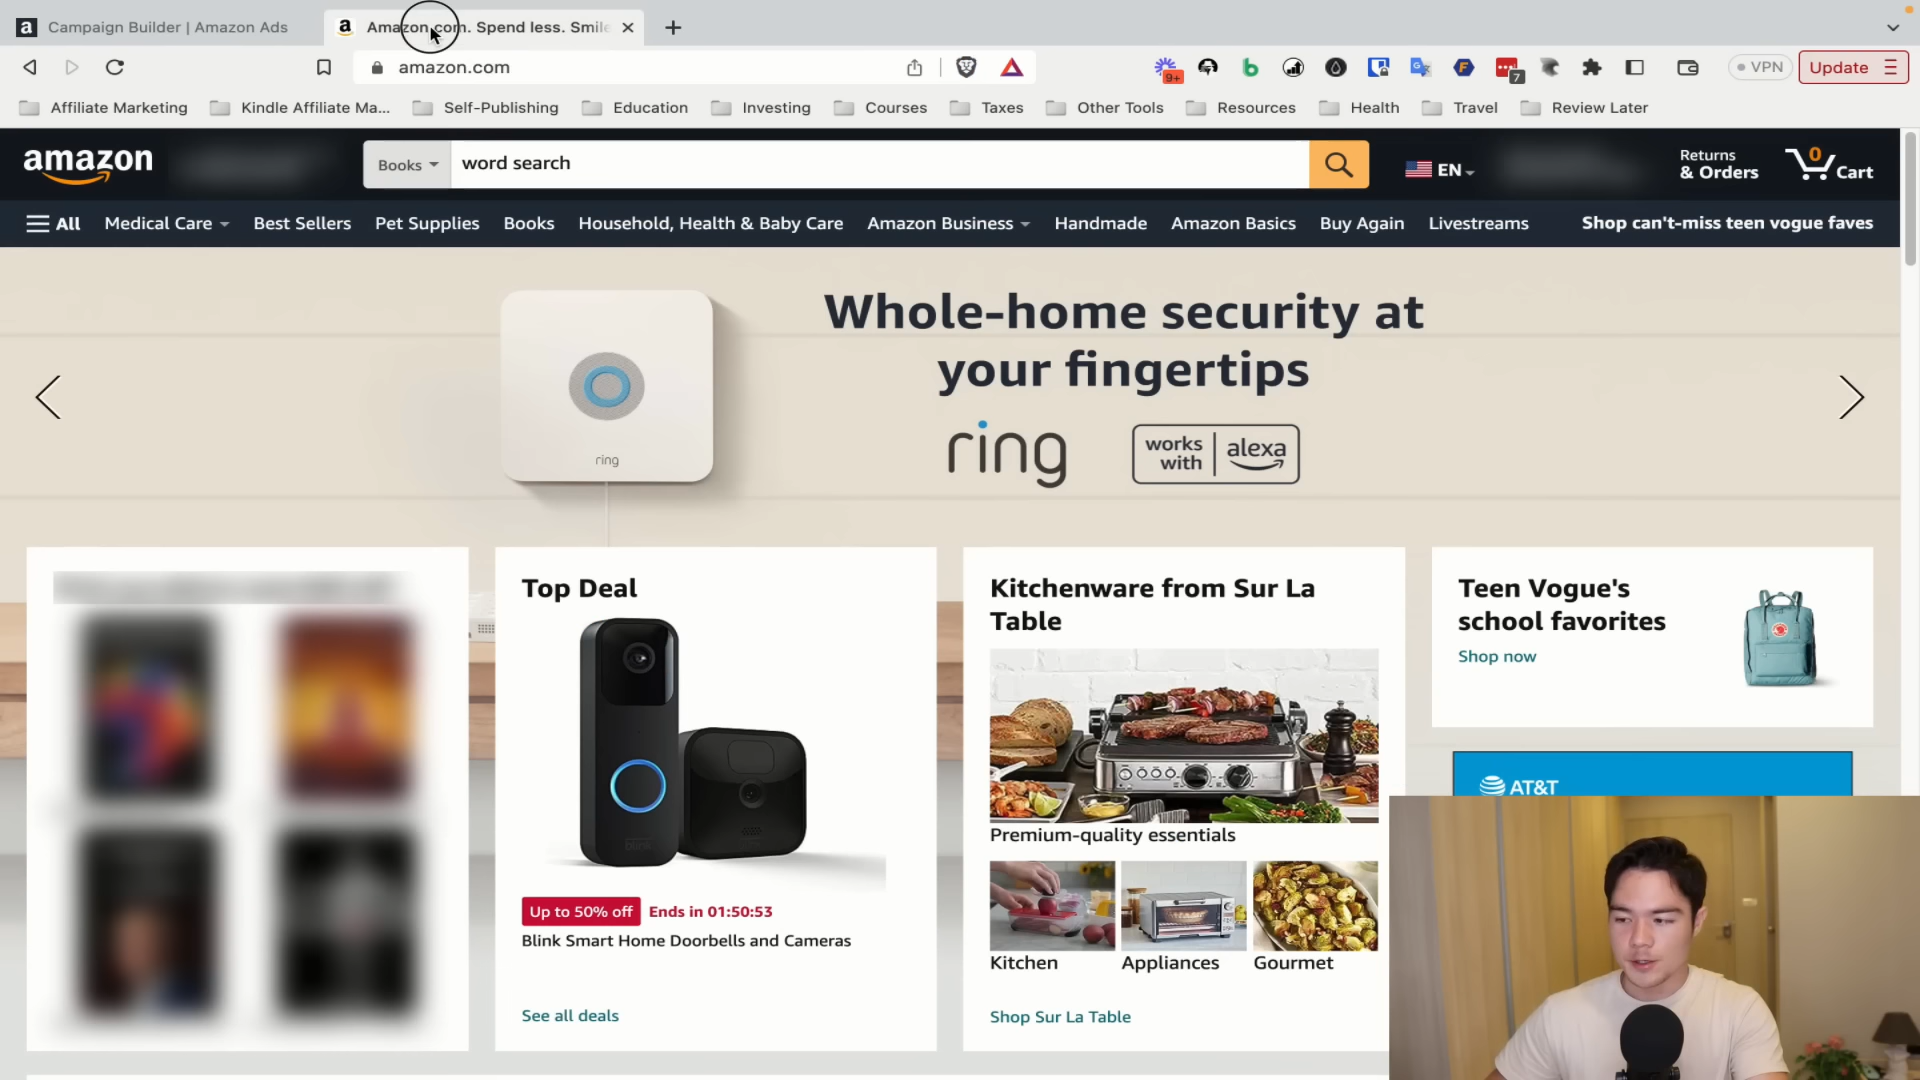 Campaign Builder | Amazon Ads
Amazon.com. Spend less. Smile
amazon.com
9+
7
VPN
Update
Affiliate Marketing
Kindle Affiliate Ma...
Self-Publishing
Education
Investing
Courses
Taxes
Other Tools
Resources
Health
Travel
Review Later
amazon
Books
word search
EN
Returns
& Orders
0
Cart
All
Medical Care
Best Sellers
Pet Supplies
Books
Household, Health & Baby Care
Amazon Business
Handmade
Amazon Basics
Buy Again
Livestreams
Shop can't-miss teen vogue faves
Whole-home security at
your fingertips
ring
works
with
alexa
ring
Top Deal
blink
Up to 50% off
Ends in 01:50:53
Blink Smart Home Doorbells and Cameras
See all deals
Kitchenware from Sur La
Table
Premium-quality essentials
Kitchen
Appliances
Gourmet
Shop Sur La Table
Teen Vogue's
school favorites
Shop now
AT&T